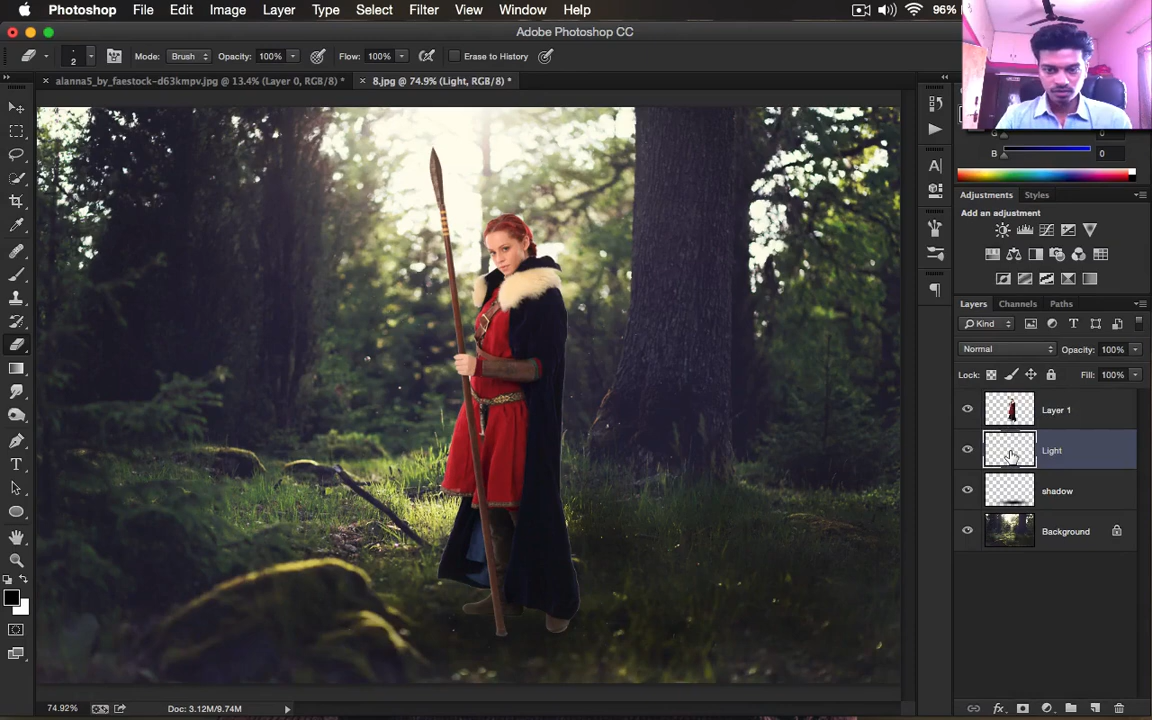 Photoshop File Edit Image Layer Type Select Filter View Window Help 96%
Adobe Photoshop CC
2 Mode: Brush Opacity: 100% Flow: 100% Erase to History
alanna5_by_faestock-d63kmpv.jpg @ 13.4% (Layer 0, RGB/8) * 8.jpg @ 74.9% (Light, RGB/8) *
G 0
B 0
Adjustments Styles
Add an adjustment
Layers Channels Paths
Kind T
Normal Opacity: 100%
Lock: Fill: 100%
Layer 1
Light
shadow
Background
74.92% Doc: 3.12M/9.74M